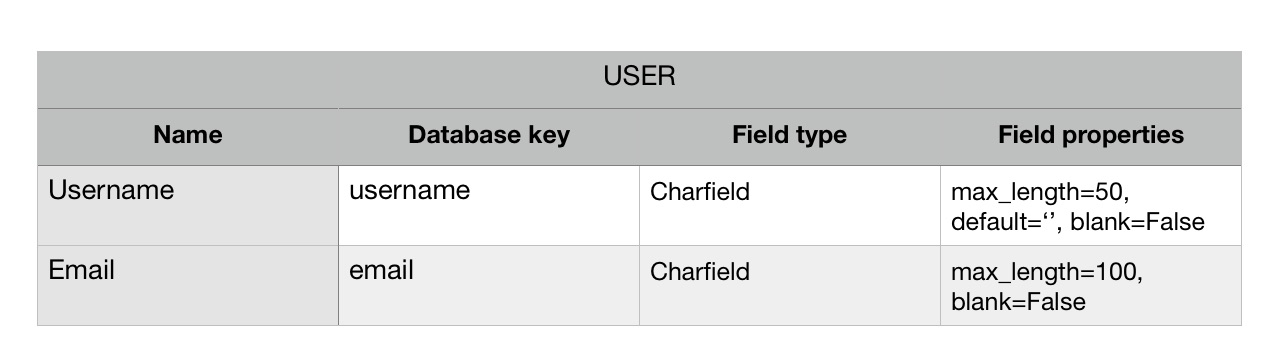 USER
Name Database key Field type Field properties
Username username Charfield max_length=50,
default=‘’, blank=False
Email email Charfield max_length=100,
blank=False